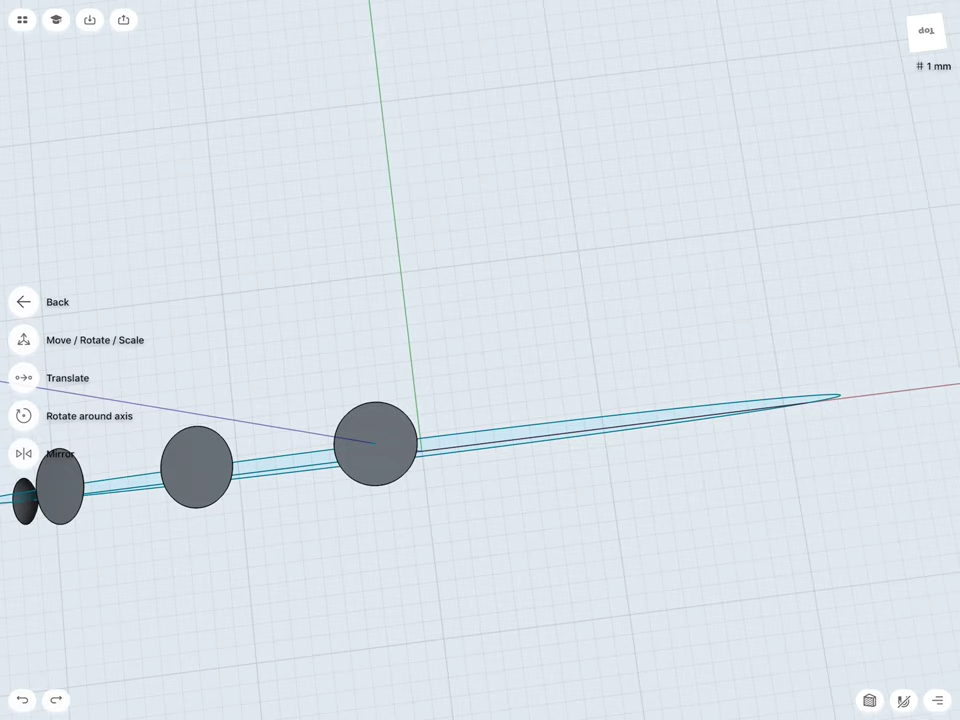 Top
# 1 mm
Back
Move / Rotate / Scale
Translate
Rotate around axis
Mirror